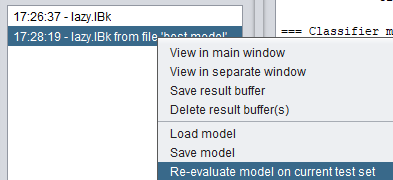 17:26:37 - lazy.IBk
17:28:19 - lazy.IBk from file 'best model'
=== Classifier m
View in main window
View in separate window
Save result buffer
Delete result buffer(s)
Load model
Save model
Re-evaluate model on current test set